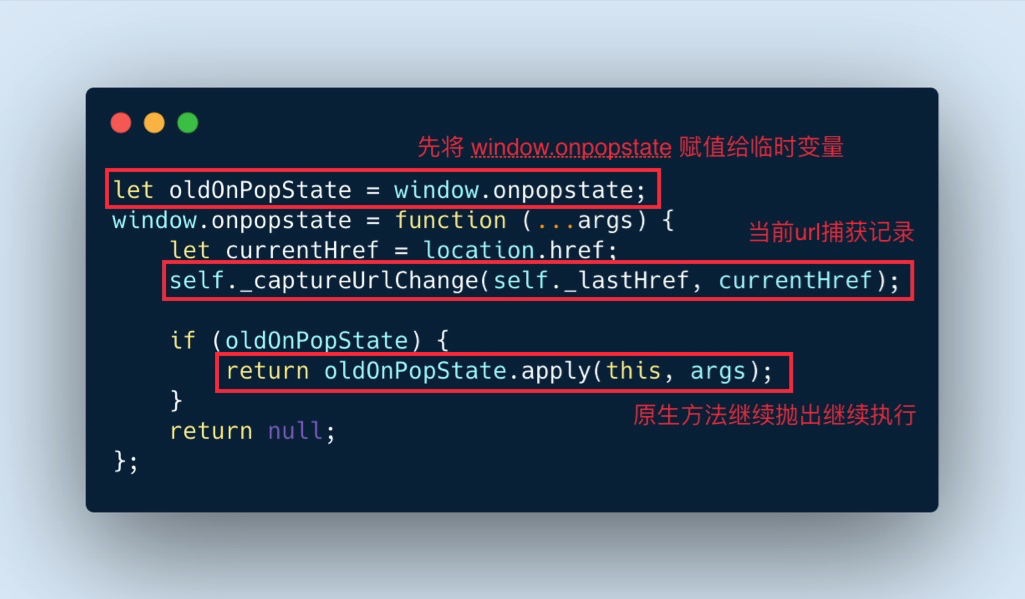 先将 window.onpopstate 赋值给临时变量
let oldOnPopState = window.onpopstate;
window.onpopstate = function (...args) {
当前url捕获记录
let currentHref = location.href;
self._captureUrlChange(self._lastHref, currentHref);
if (oldOnPopState) {
return oldOnPopState.apply(this, args);
}
原生方法继续抛出继续执行
return null;
};